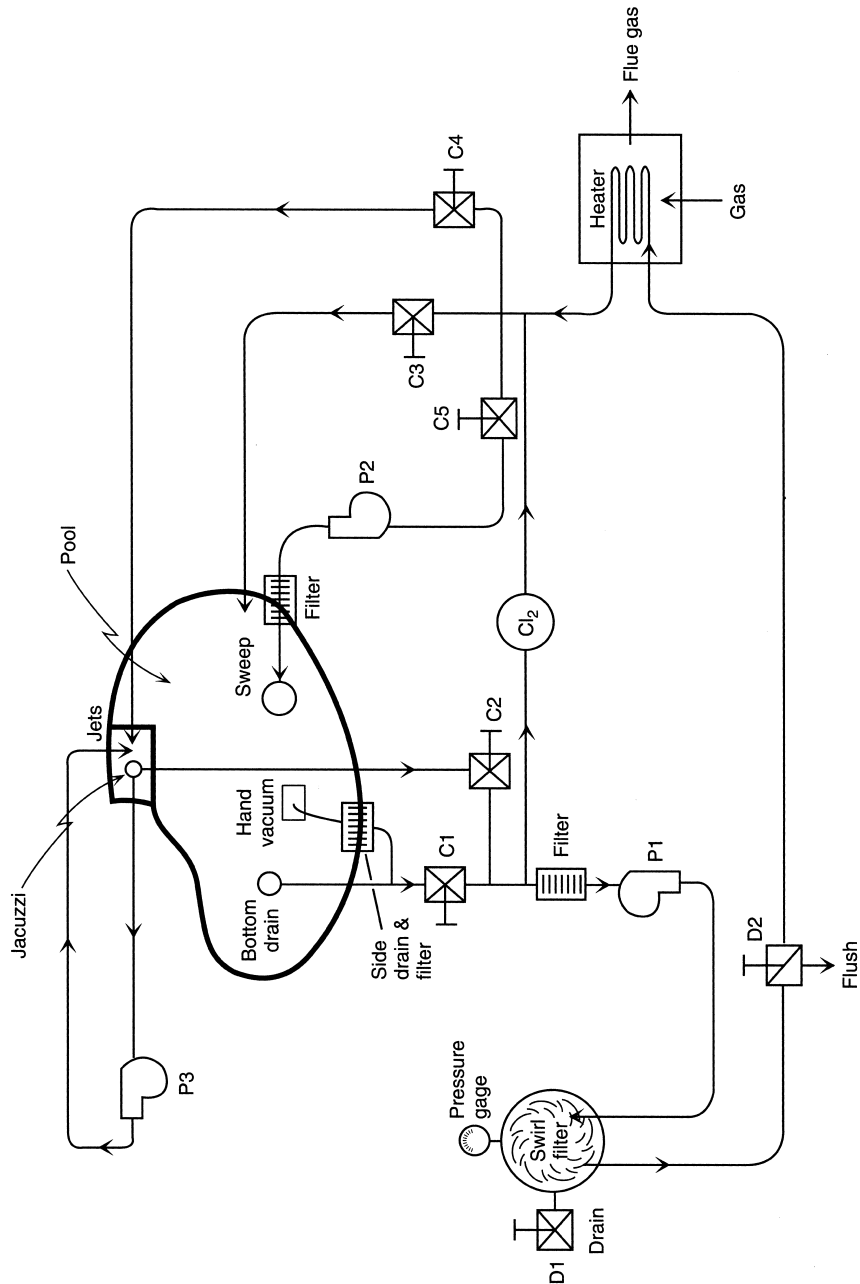 Jacuzzi
Pool
Jets
P3
Bottom
drain
Hand
vacuum
Sweep
Filter
P2
C5
C3
C4
Side
drain &
filter
C1
C2
Cl₂
Filter
P1
Heater
Flue gas
Gas
Pressure
gage
Swirl
filter
D1
Drain
D2
Flush